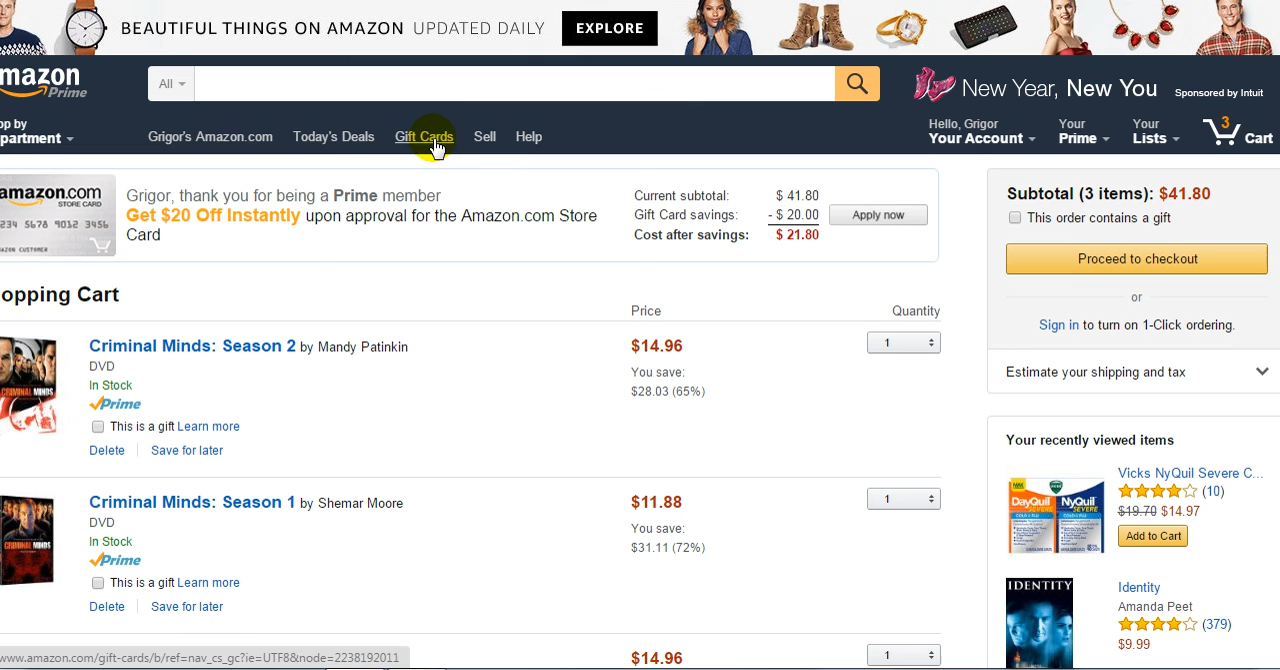 BEAUTIFUL THINGS ON AMAZON UPDATED DAILY EXPLORE
mazon
Prime
All
New Year, New You Sponsored by Intuit
op by
partment
Grigor's Amazon.com Today's Deals Gift Cards Sell Help
Hello, Grigor
Your Account
Your
Prime
Your
Lists
3
Cart
amazon.com
STORE CARD
234 5678 9012 3456
AZON CUSTOMER
Grigor, thank you for being a Prime member
Get $20 Off Instantly upon approval for the Amazon.com Store
Card
Current subtotal: $ 41.80
Gift Card savings: - $ 20.00
Cost after savings: $ 21.80
Apply now
Subtotal (3 items): $41.80
This order contains a gift
Proceed to checkout
or
Sign in to turn on 1-Click ordering.
Estimate your shipping and tax
opping Cart
Price Quantity
CRIMINAL MINDS
Criminal Minds: Season 2 by Mandy Patinkin
DVD
In Stock
Prime
This is a gift Learn more
Delete Save for later
$14.96
You save:
$28.03 (65%)
1
CRIMINAL MINDS
Criminal Minds: Season 1 by Shemar Moore
DVD
In Stock
Prime
This is a gift Learn more
Delete Save for later
$11.88
You save:
$31.11 (72%)
1
$14.96
1
Your recently viewed items
DayQuil
SEVERE
NyQuil
SEVERE
Vicks NyQuil Severe C...
(10)
$19.70 $14.97
Add to Cart
IDENTITY
Identity
Amanda Peet
(379)
$9.99
www.amazon.com/gift-cards/b/ref=nav_cs_gc?ie=UTF8&node=2238192011